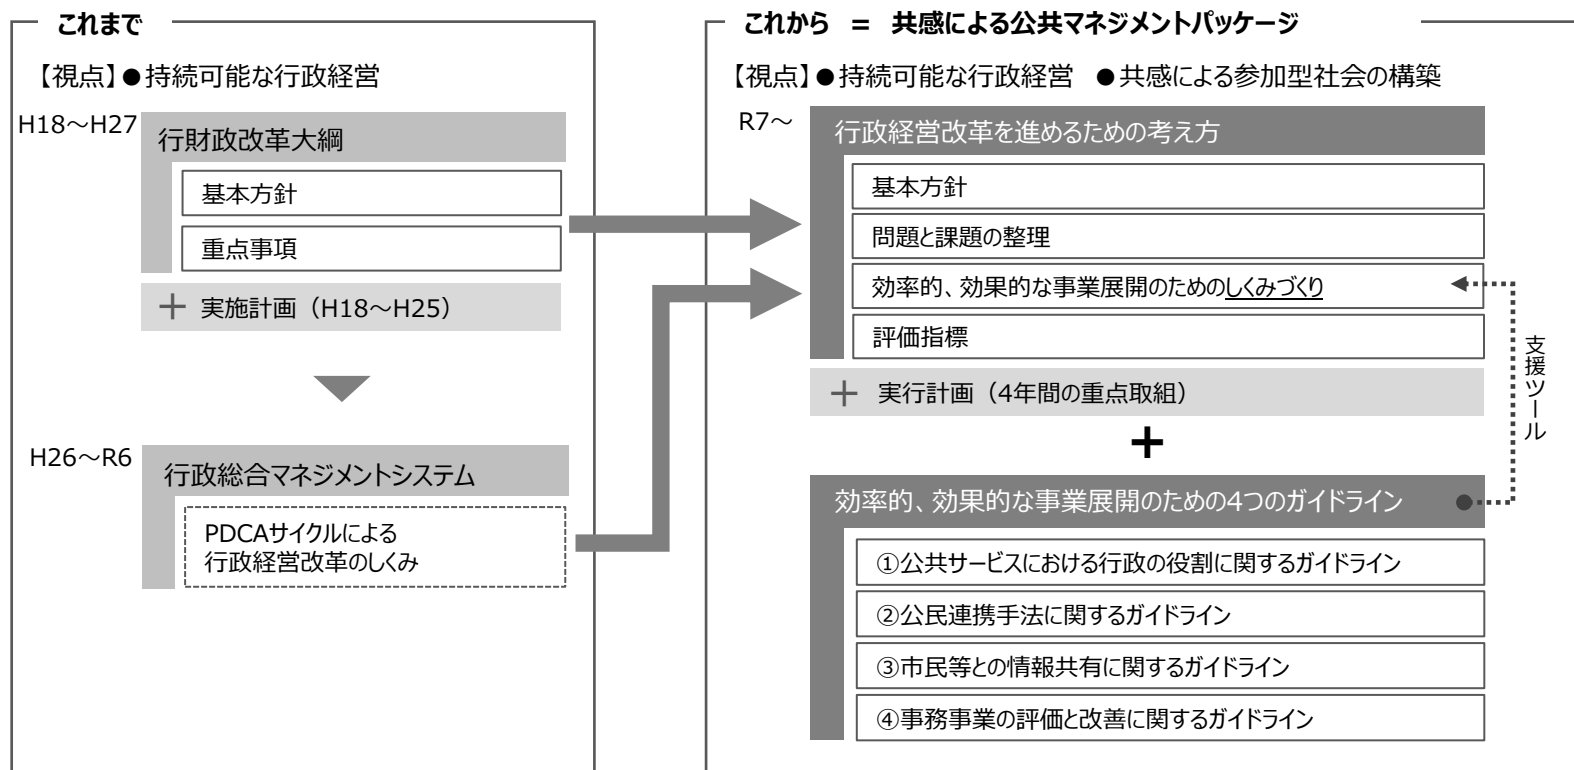 これまで
【視点】●持続可能な行政経営
H18～H27
行財政改革大綱
基本方針
重点事項
＋ 実施計画（H18～H25）
H26～R6
行政総合マネジメントシステム
PDCAサイクルによる
行政経営改革のしくみ
これから ＝ 共感による公共マネジメントパッケージ
【視点】●持続可能な行政経営 ●共感による参加型社会の構築
R7～
行政経営改革を進めるための考え方
基本方針
問題と課題の整理
効率的、効果的な事業展開のためのしくみづくり
評価指標
＋ 実行計画（4年間の重点取組）
＋
支援ツール
効率的、効果的な事業展開のための4つのガイドライン
①公共サービスにおける行政の役割に関するガイドライン
②公民連携手法に関するガイドライン
③市民等との情報共有に関するガイドライン
④事務事業の評価と改善に関するガイドライン